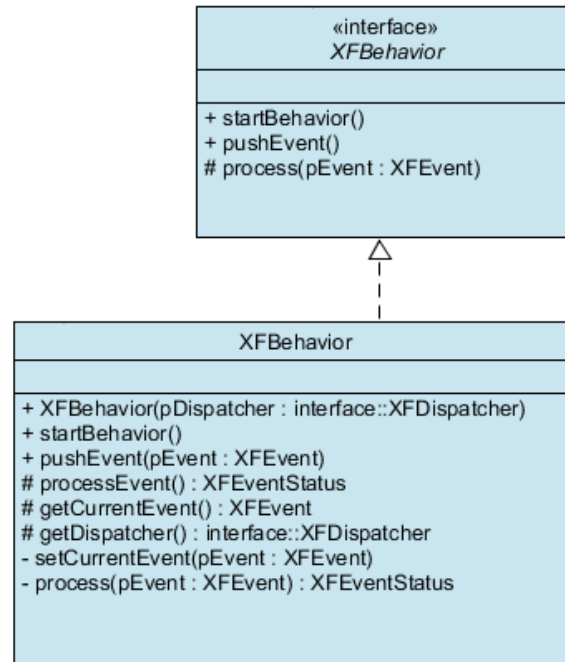 «interface»
XFBehavior
+ startBehavior()
+ pushEvent()
# process(pEvent : XFEvent)
XFBehavior
+ XFBehavior(pDispatcher : interface::XFDispatcher)
+ startBehavior()
+ pushEvent(pEvent : XFEvent)
# processEvent() : XFEventStatus
# getCurrentEvent() : XFEvent
# getDispatcher() : interface::XFDispatcher
- setCurrentEvent(pEvent : XFEvent)
- process(pEvent : XFEvent) : XFEventStatus